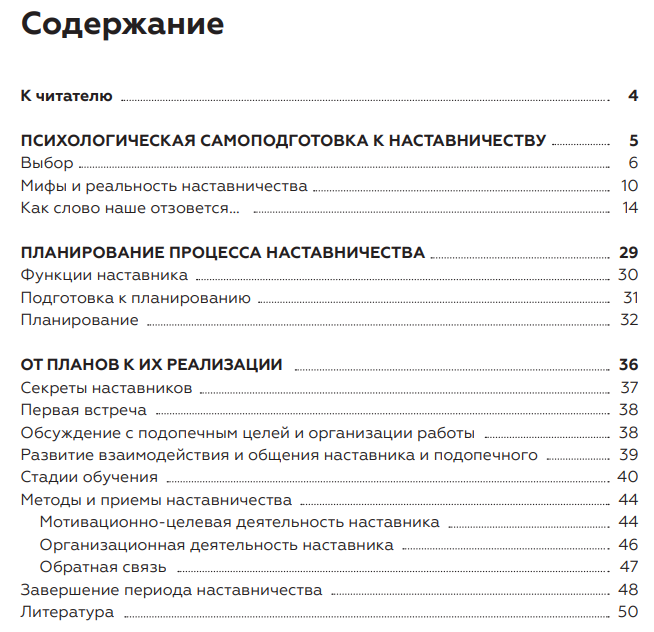 Содержание
К читателю 4
ПСИХОЛОГИЧЕСКАЯ САМОПОДГОТОВКА К НАСТАВНИЧЕСТВУ 5
Выбор 6
Мифы и реальность наставничества 10
Как слово наше отзовется... 14
ПЛАНИРОВАНИЕ ПРОЦЕССА НАСТАВНИЧЕСТВА 29
Функции наставника 30
Подготовка к планированию 31
Планирование 32
ОТ ПЛАНОВ К ИХ РЕАЛИЗАЦИИ 36
Секреты наставников 37
Первая встреча 38
Обсуждение с подопечным целей и организации работы 38
Развитие взаимодействия и общения наставника и подопечного 39
Стадии обучения 40
Методы и приемы наставничества 44
Мотивационно-целевая деятельность наставника 44
Организационная деятельность наставника 46
Обратная связь 47
Завершение периода наставничества 48
Литература 50